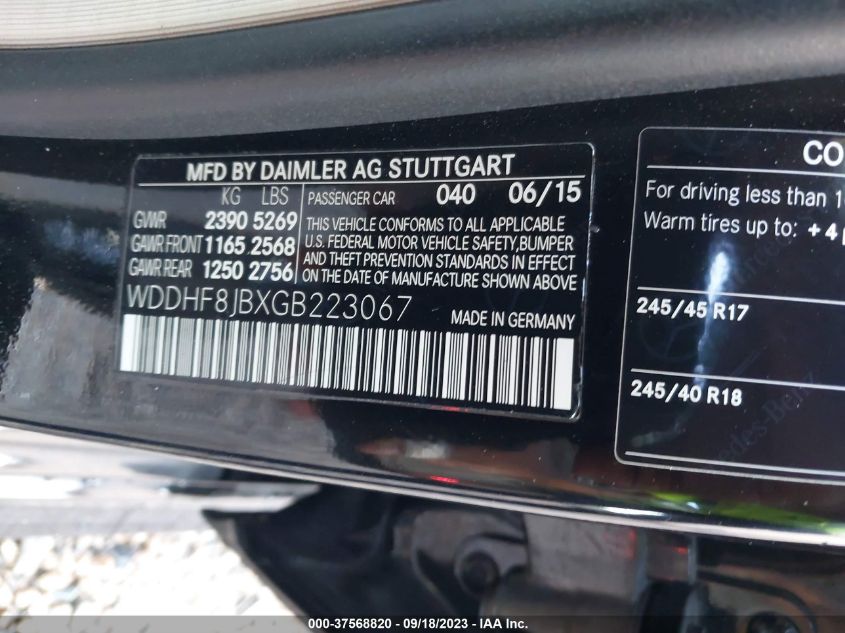 MFD BY DAIMLER AG STUTTGART
KG LBS
GVWR 2390 5269
GAWR FRONT 1165 2568
GAWR REAR 1250 2756
PASSENGER CAR 040 06/15
THIS VEHICLE CONFORMS TO ALL APPLICABLE
U.S. FEDERAL MOTOR VEHICLE SAFETY,BUMPER
AND THEFT PREVENTION STANDARDS IN EFFECT
ON THE DATE OF MANUFACTURE SHOWN ABOVE
WDDHF8JBXGB223067
MADE IN GERMANY
CO
For driving less than 1
Warm tires up to: +4
245/45 R17
245/40 R18
Mercedes-Benz
000-37568820 - 09/18/2023 - IAA Inc.